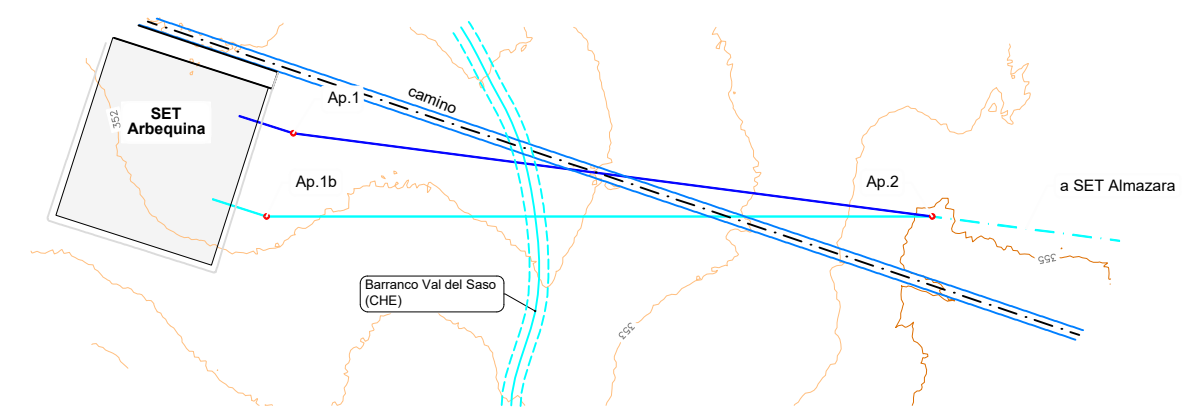 camino
Ap.1
352
SET
Arbequina
Ap.1b
Ap.2
a SET Almazara
355
Barranco Val del Saso
(CHE)
353